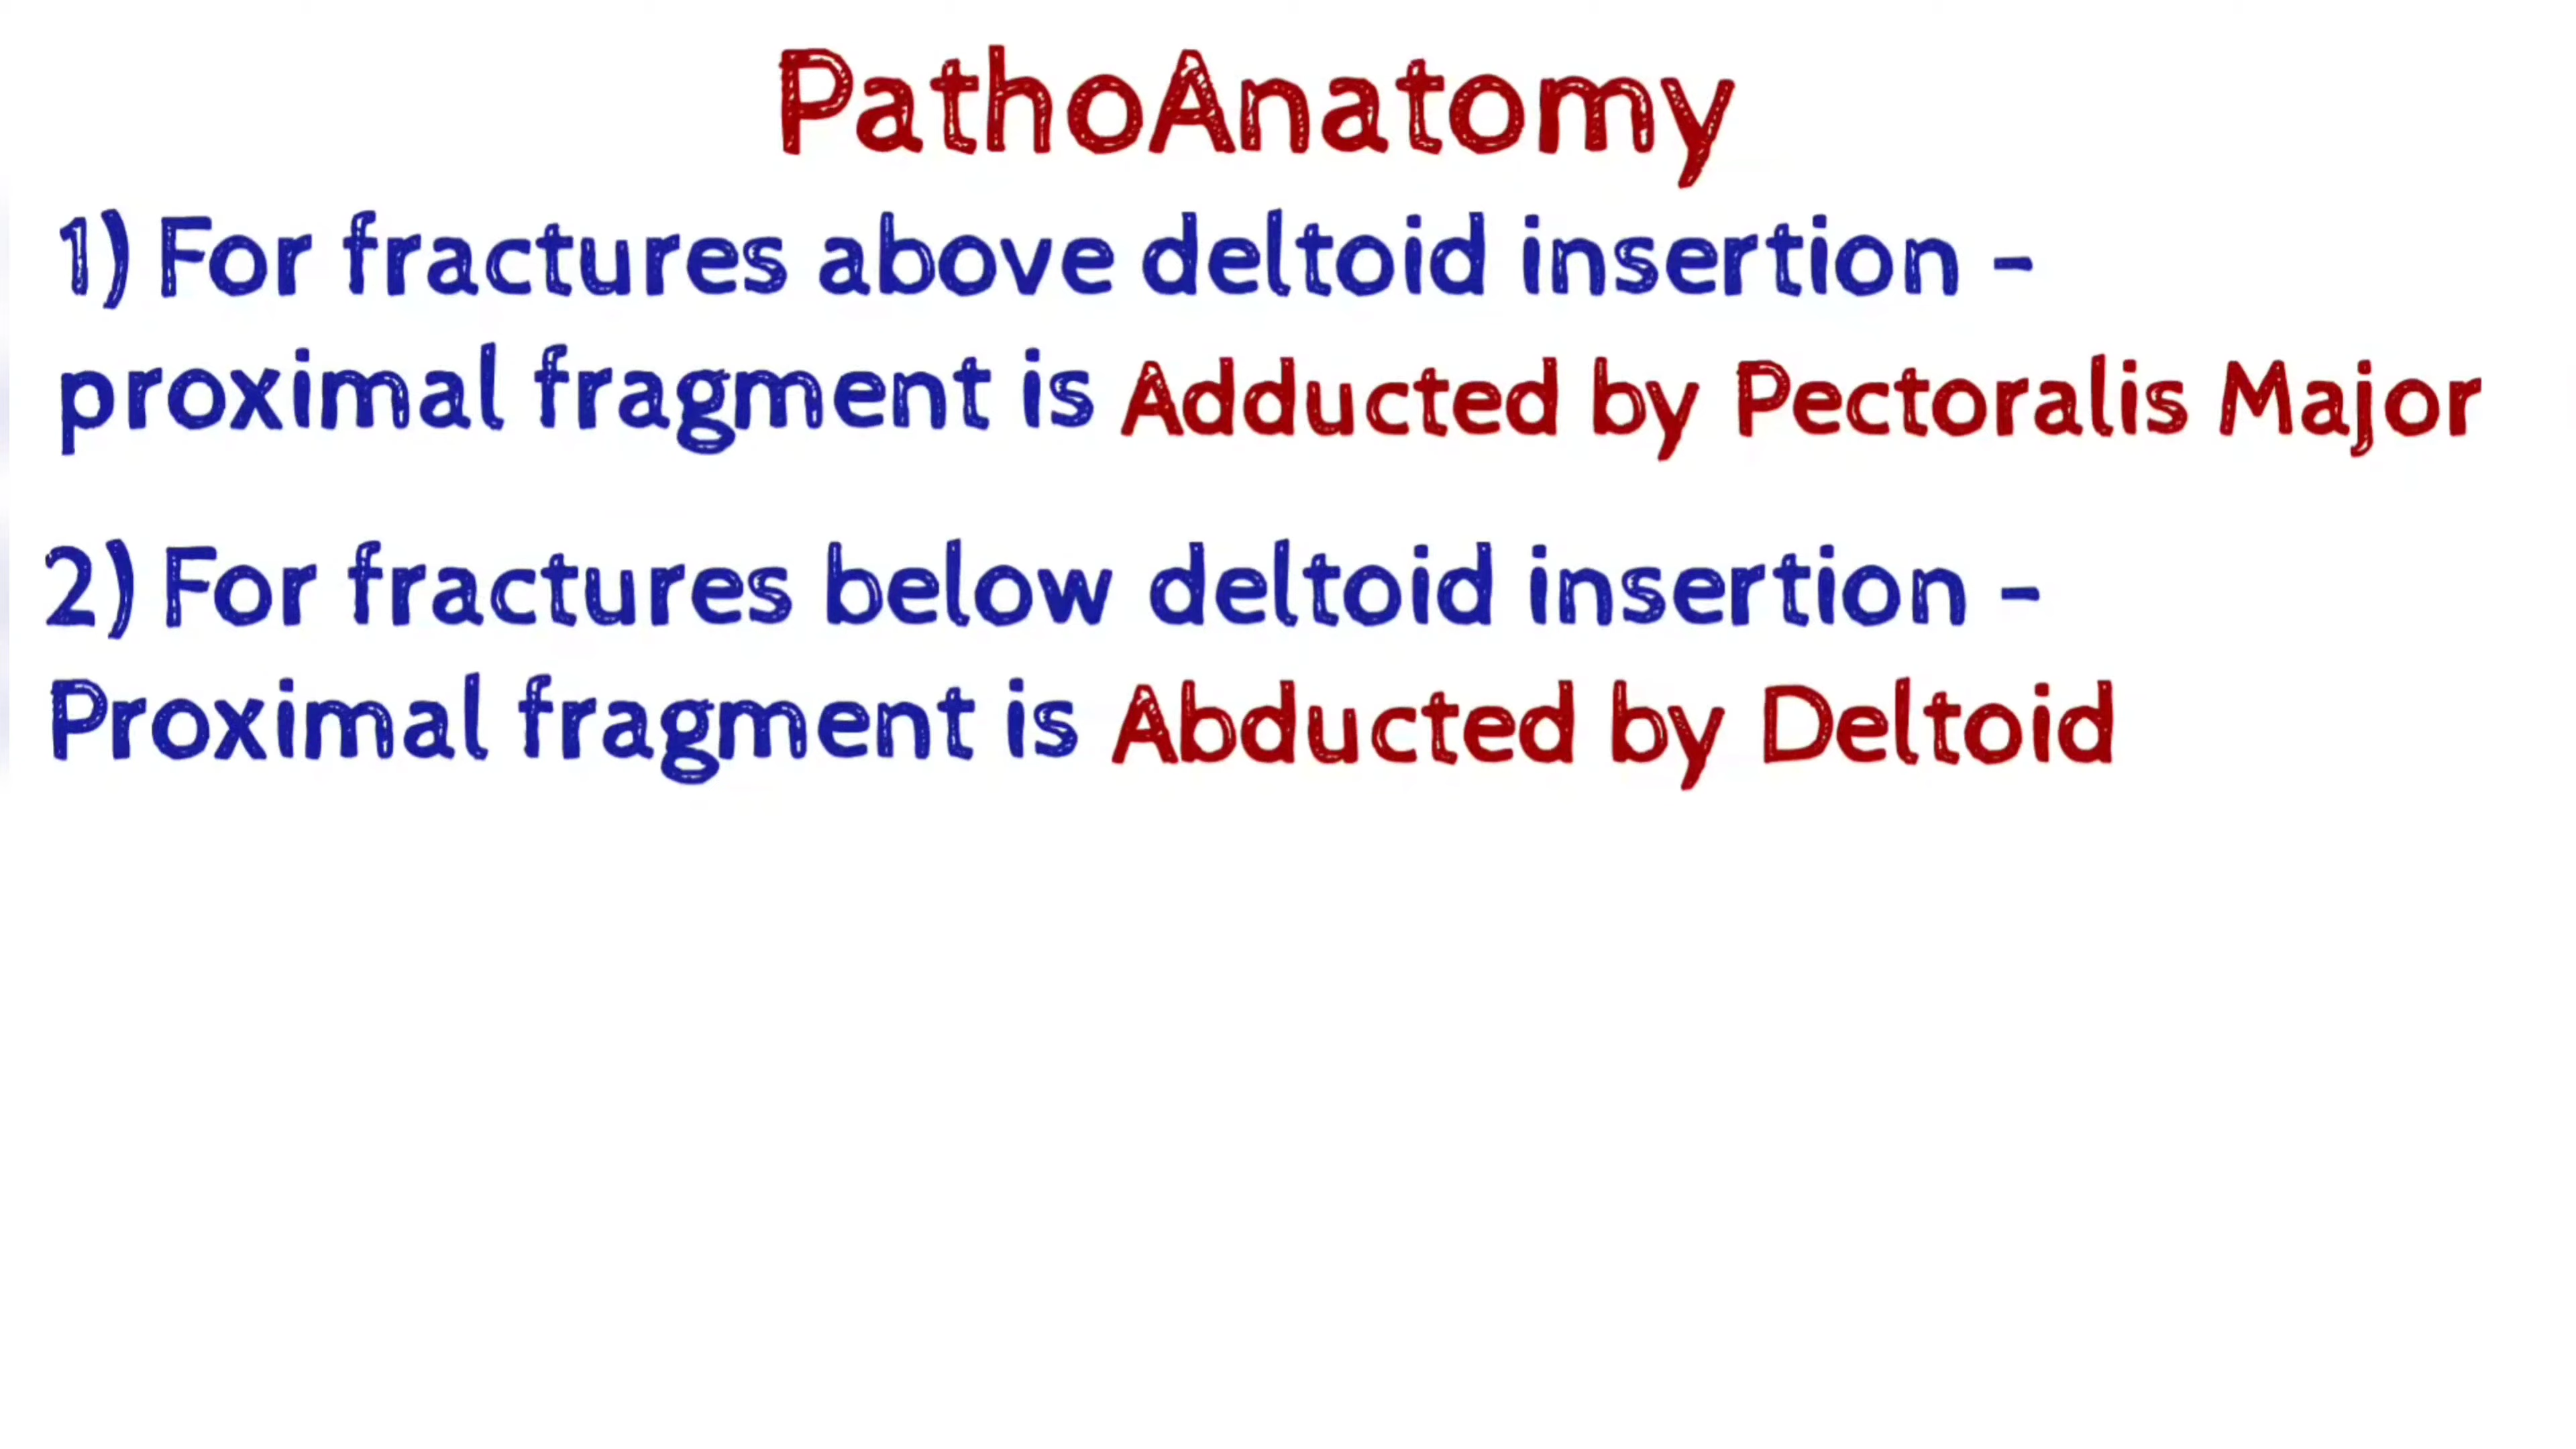 PathoAnatomy
1) For fractures above deltoid insertion -
proximal fragment is Adducted by Pectoralis Major
2) For fractures below deltoid insertion -
Proximal fragment is Abducted by Deltoid